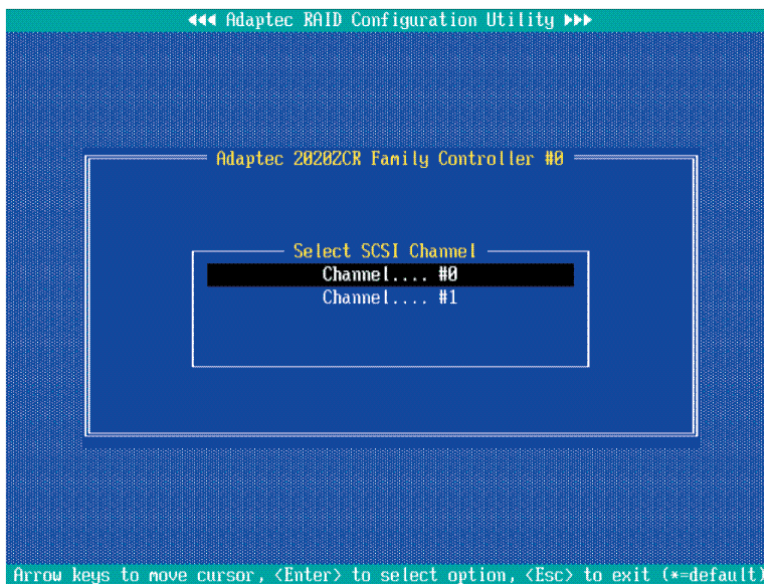 ◄◄◄ Adaptec RAID Configuration Utility ►►►
Adaptec 2020ZCR Family Controller #0
Select SCSI Channel
Channel.... #0
Channel.... #1
Arrow keys to move cursor, <Enter> to select option, <Esc> to exit (*=default)